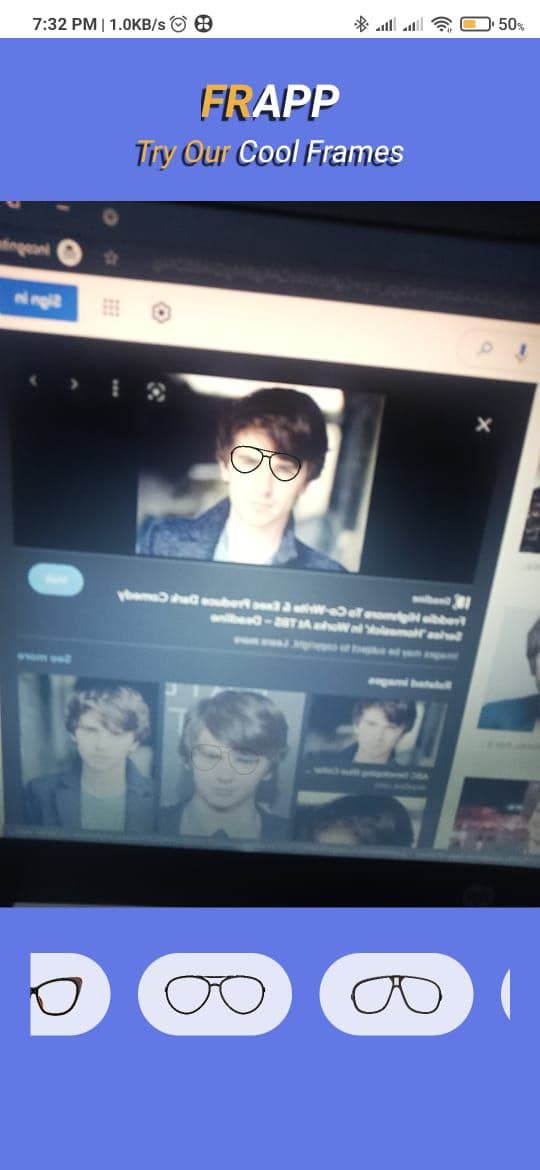 7:32 PM | 1.0KB/s
50%
FRAPP
Try Our Cool Frames
Incognito
Sign in
Deadline
Freddie Highmore To Co-Write & Exec Produce Dark Comedy
Series 'Homesick' In Works At TBS – Deadline
Images may be subject to copyright. Learn more
Visit
See more
Related images